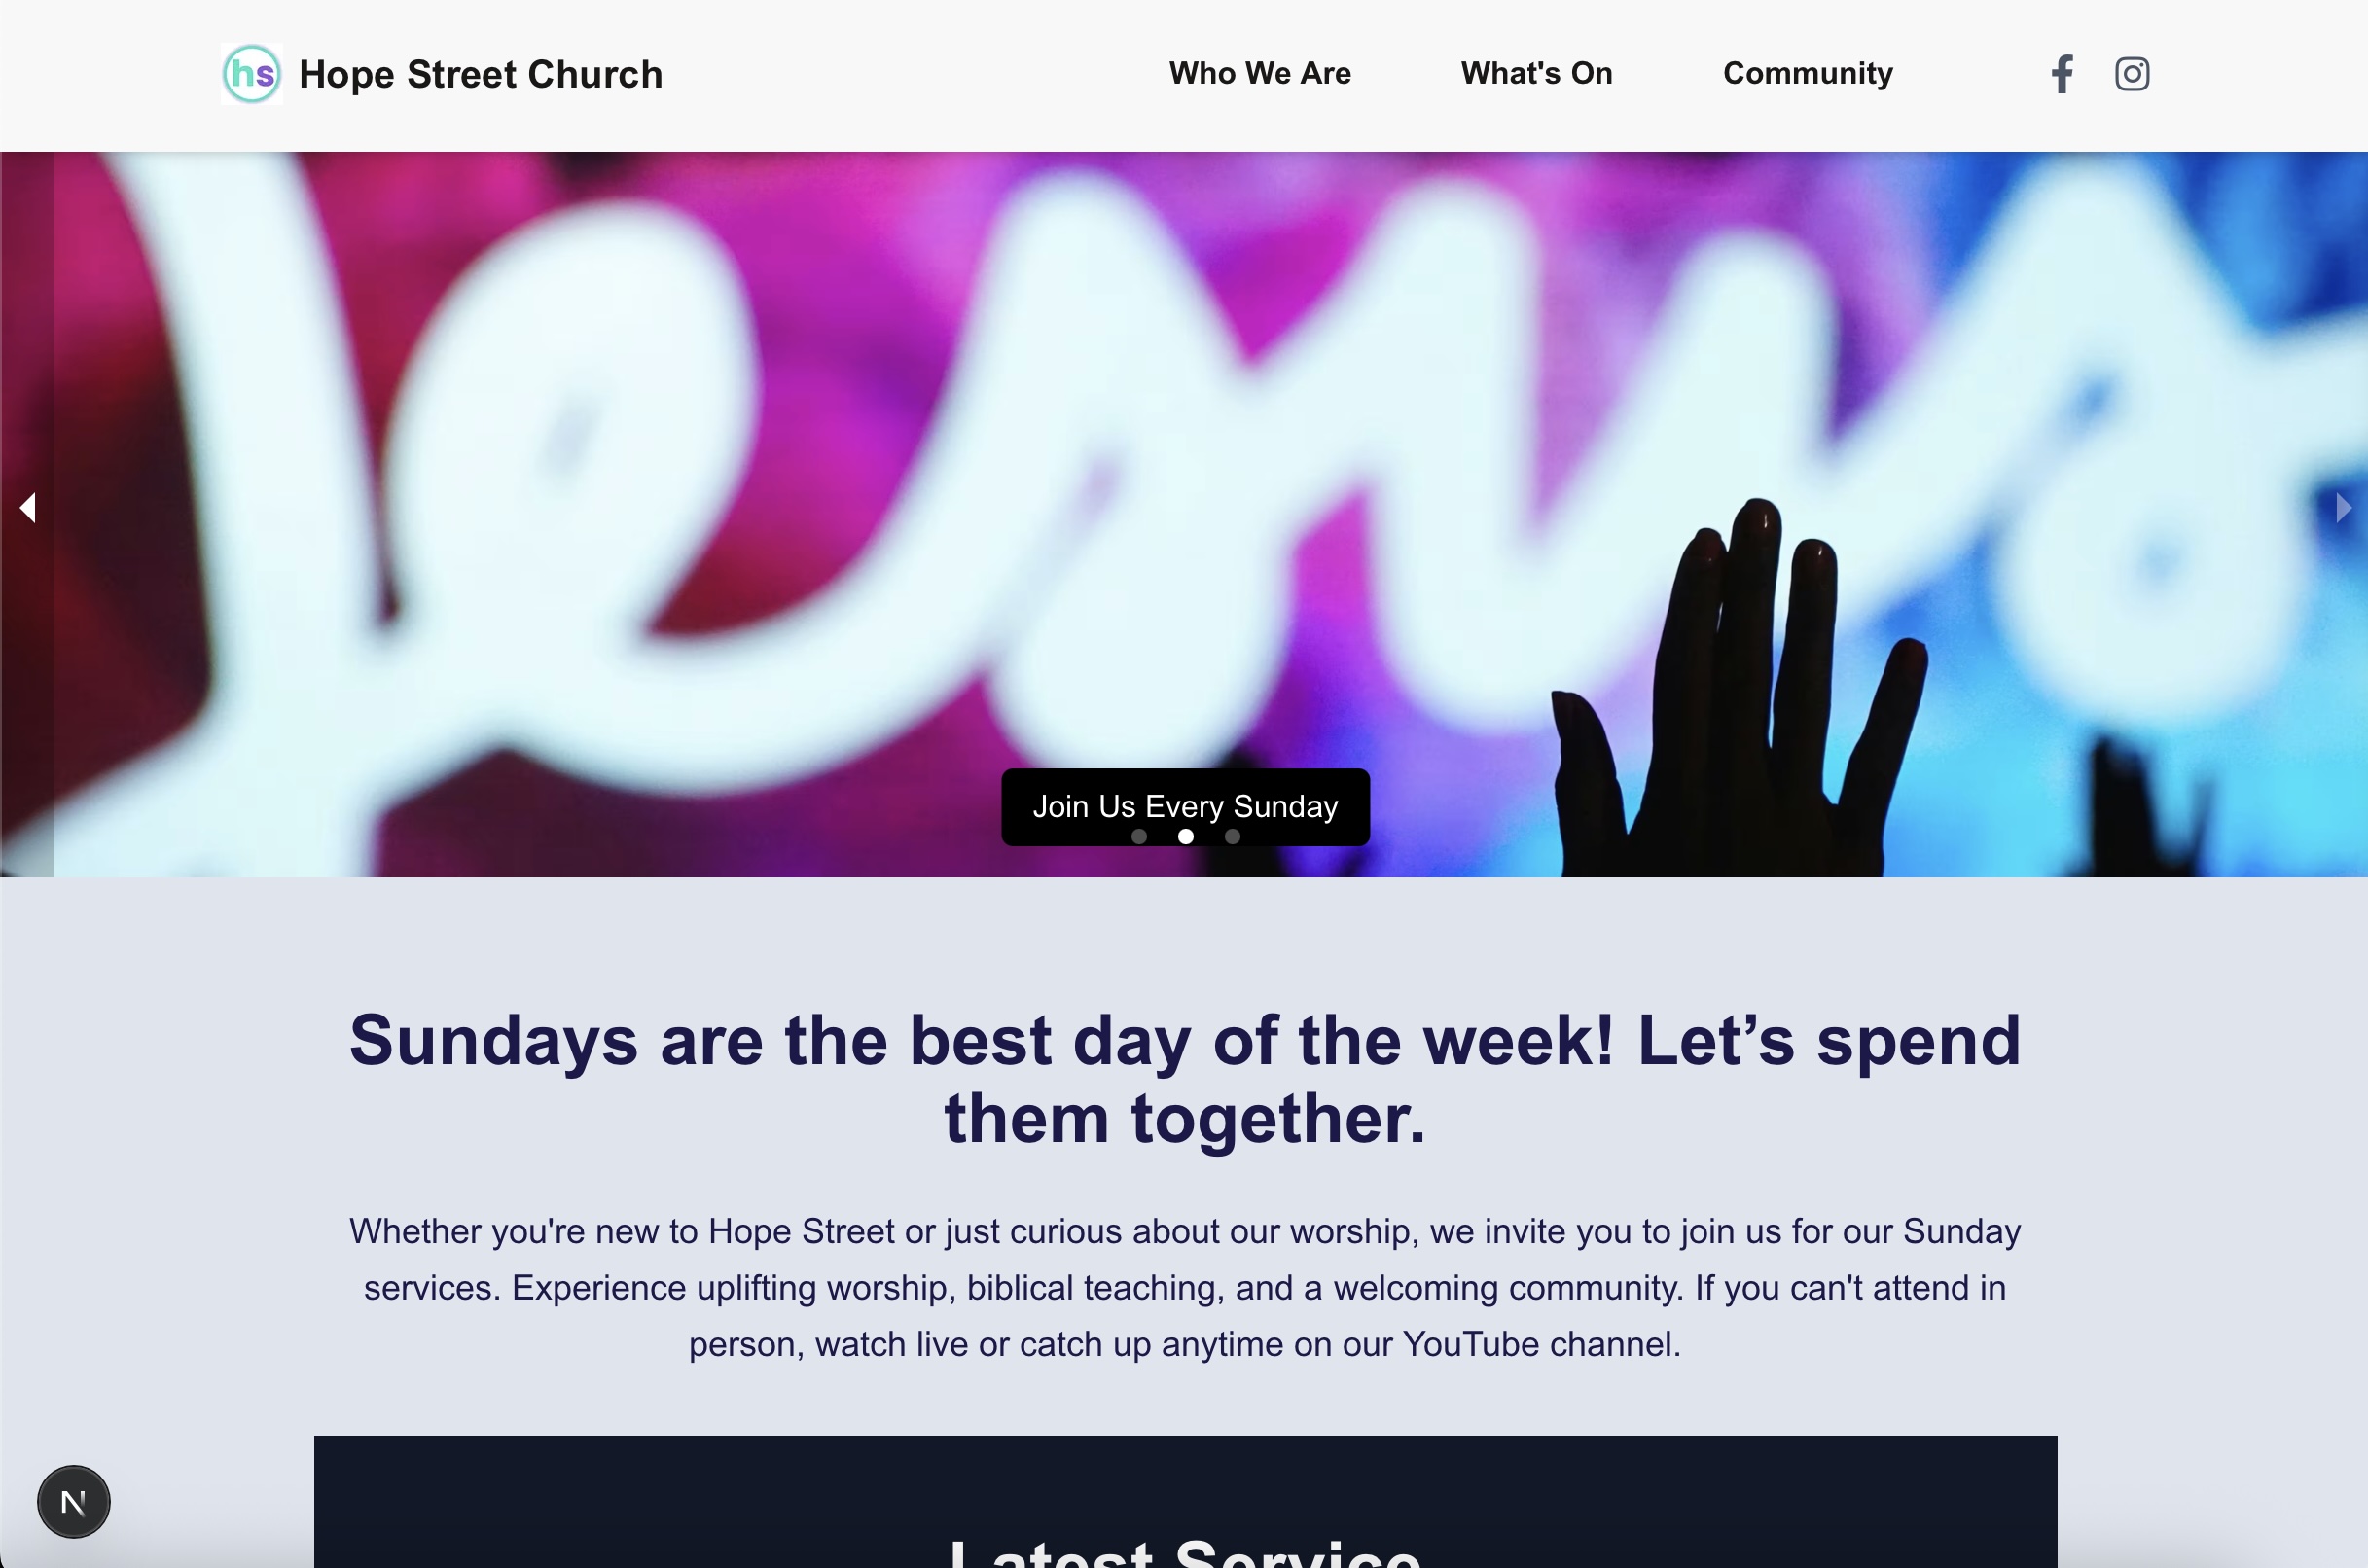 hs Hope Street Church
Who We Are
What's On
Community
Jesus
Join Us Every Sunday
Sundays are the best day of the week! Let’s spend
them together.
Whether you're new to Hope Street or just curious about our worship, we invite you to join us for our Sunday
services. Experience uplifting worship, biblical teaching, and a welcoming community. If you can't attend in
person, watch live or catch up anytime on our YouTube channel.
N
Latest Service